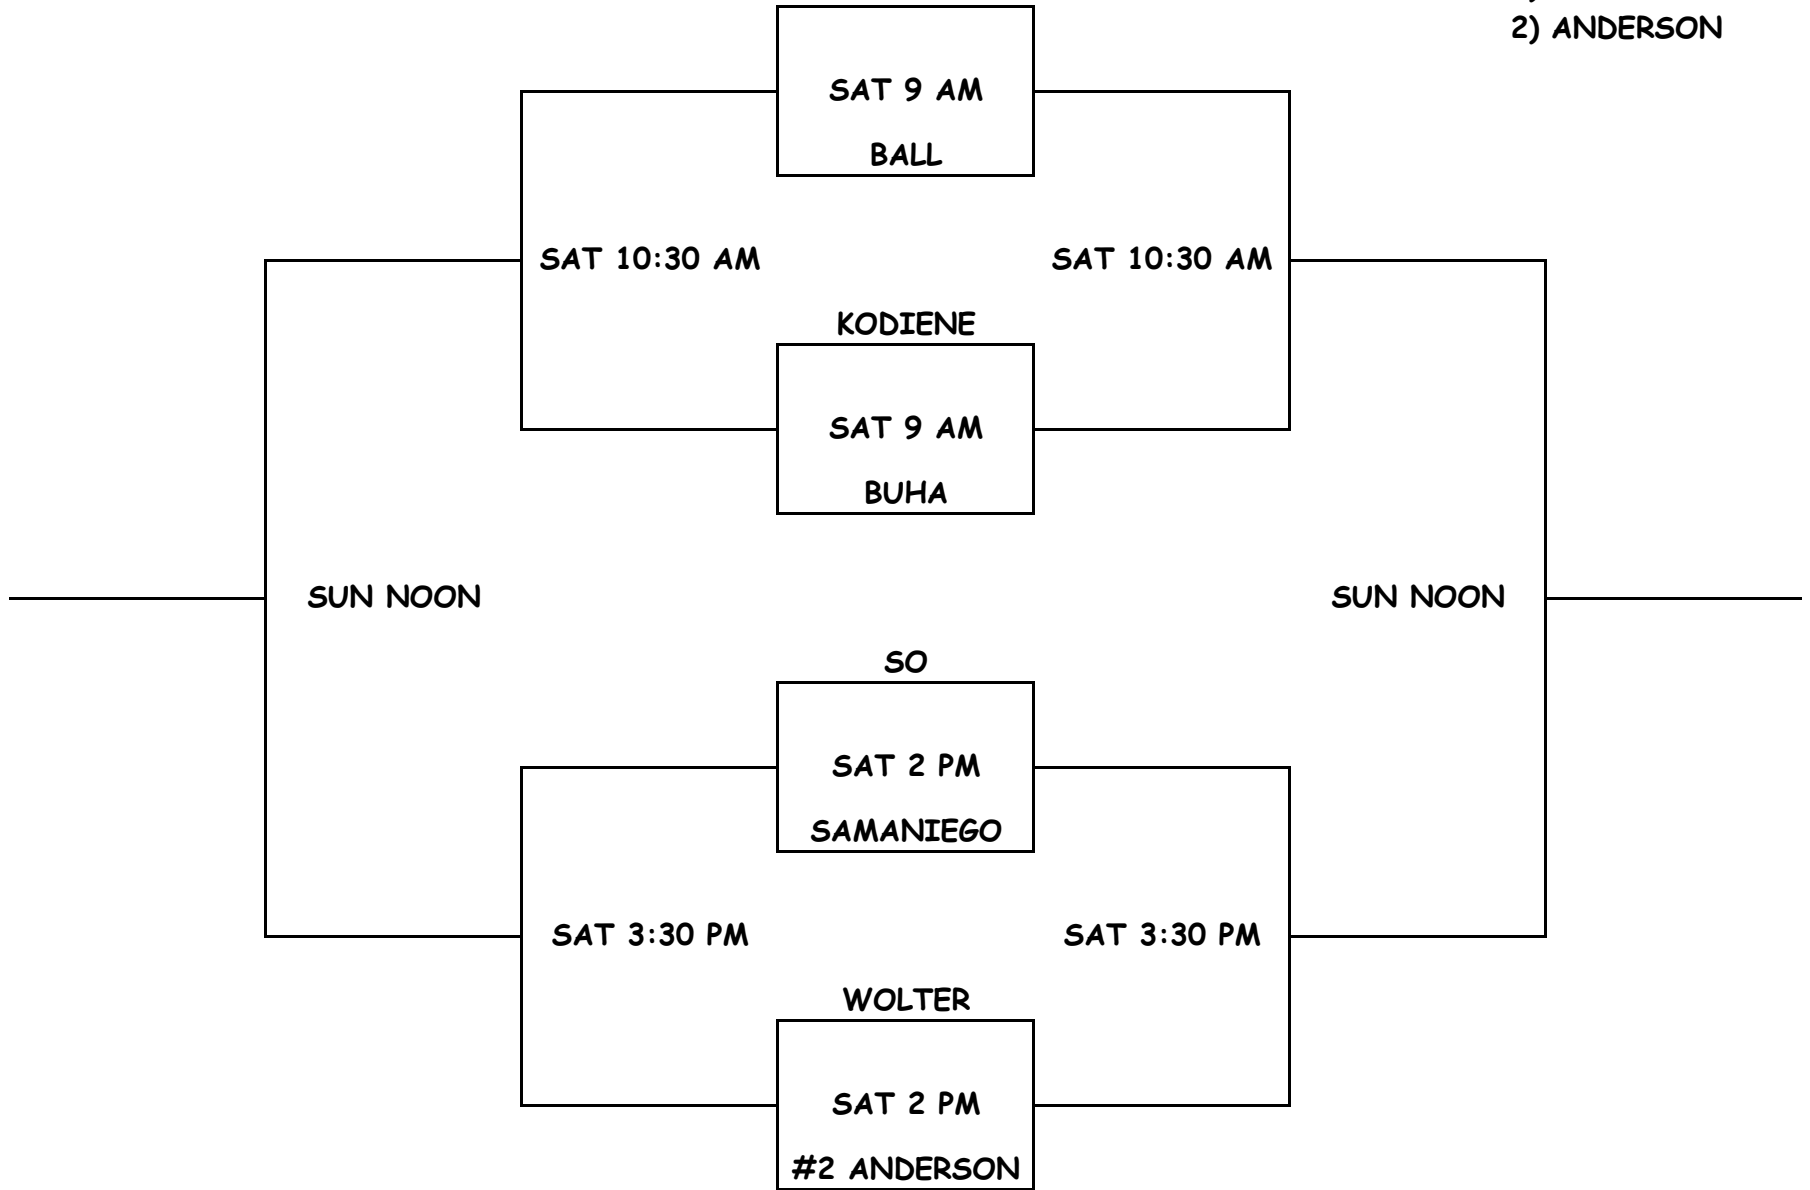 2) ANDERSON
SAT 9 AM
BALL
SAT 10:30 AM SAT 10:30 AM
KODIENE
SAT 9 AM
BUHA
SUN NOON SUN NOON
SO
SAT 2 PM
SAMANIEGO
SAT 3:30 PM SAT 3:30 PM
WOLTER
SAT 2 PM
#2 ANDERSON